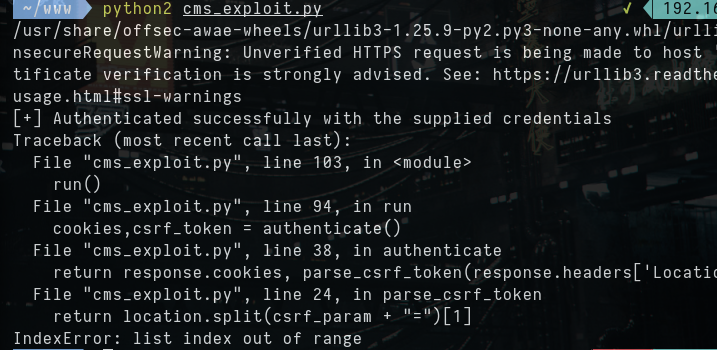 ~/www python2 cms_exploit.py ✓ 192.16
/usr/share/offsec-awae-wheels/urllib3-1.25.9-py2.py3-none-any.whl/urlli
nsecureRequestWarning: Unverified HTTPS request is being made to host
tificate verification is strongly advised. See: https://urllib3.readthe
usage.html#ssl-warnings
[+] Authenticated successfully with the supplied credentials
Traceback (most recent call last):
  File "cms_exploit.py", line 103, in <module>
    run()
  File "cms_exploit.py", line 94, in run
    cookies,csrf_token = authenticate()
  File "cms_exploit.py", line 38, in authenticate
    return response.cookies, parse_csrf_token(response.headers['Locatio
  File "cms_exploit.py", line 24, in parse_csrf_token
    return location.split(csrf_param + "=")[1]
IndexError: list index out of range